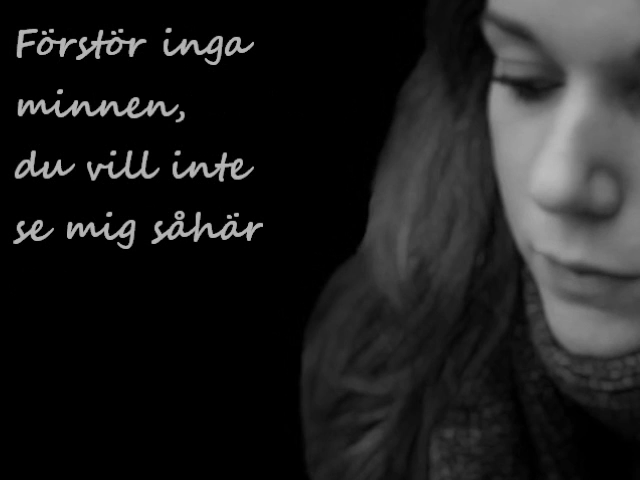 Förstör inga
minnen,
du vill inte
se mig såhär